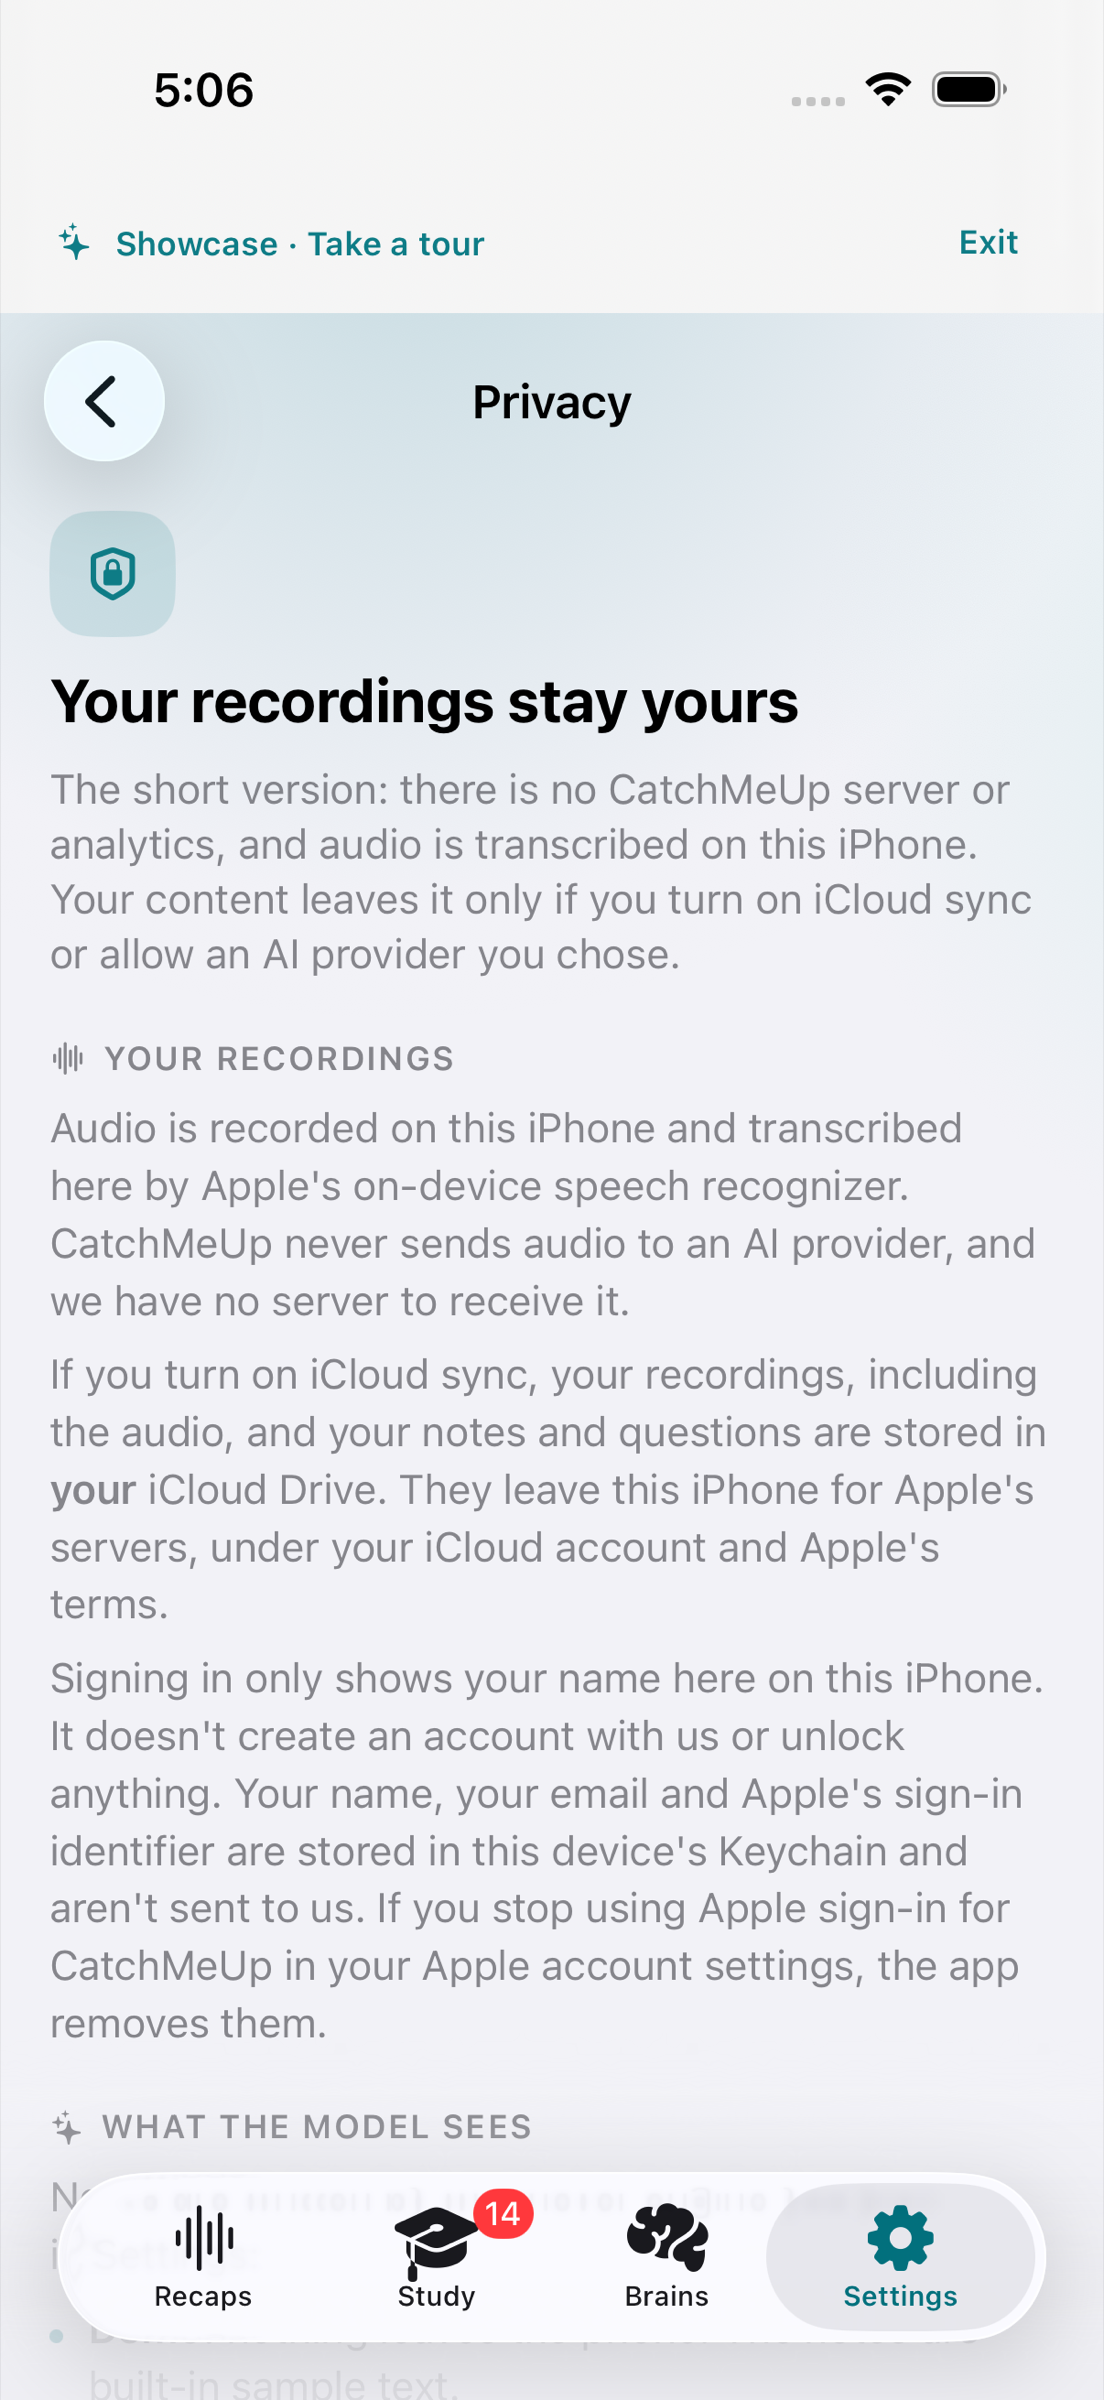 5:06
Showcase · Take a tour
Exit
Privacy
Your recordings stay yours
The short version: there is no CatchMeUp server or
analytics, and audio is transcribed on this iPhone.
Your content leaves it only if you turn on iCloud sync
or allow an AI provider you chose.
YOUR RECORDINGS
Audio is recorded on this iPhone and transcribed
here by Apple's on-device speech recognizer.
CatchMeUp never sends audio to an AI provider, and
we have no server to receive it.
If you turn on iCloud sync, your recordings, including
the audio, and your notes and questions are stored in
your iCloud Drive. They leave this iPhone for Apple's
servers, under your iCloud account and Apple's
terms.
Signing in only shows your name here on this iPhone.
It doesn't create an account with us or unlock
anything. Your name, your email and Apple's sign-in
identifier are stored in this device's Keychain and
aren't sent to us. If you stop using Apple sign-in for
CatchMeUp in your Apple account settings, the app
removes them.
WHAT THE MODEL SEES
14
Recaps
Study
Brains
Settings
built-in sample text.